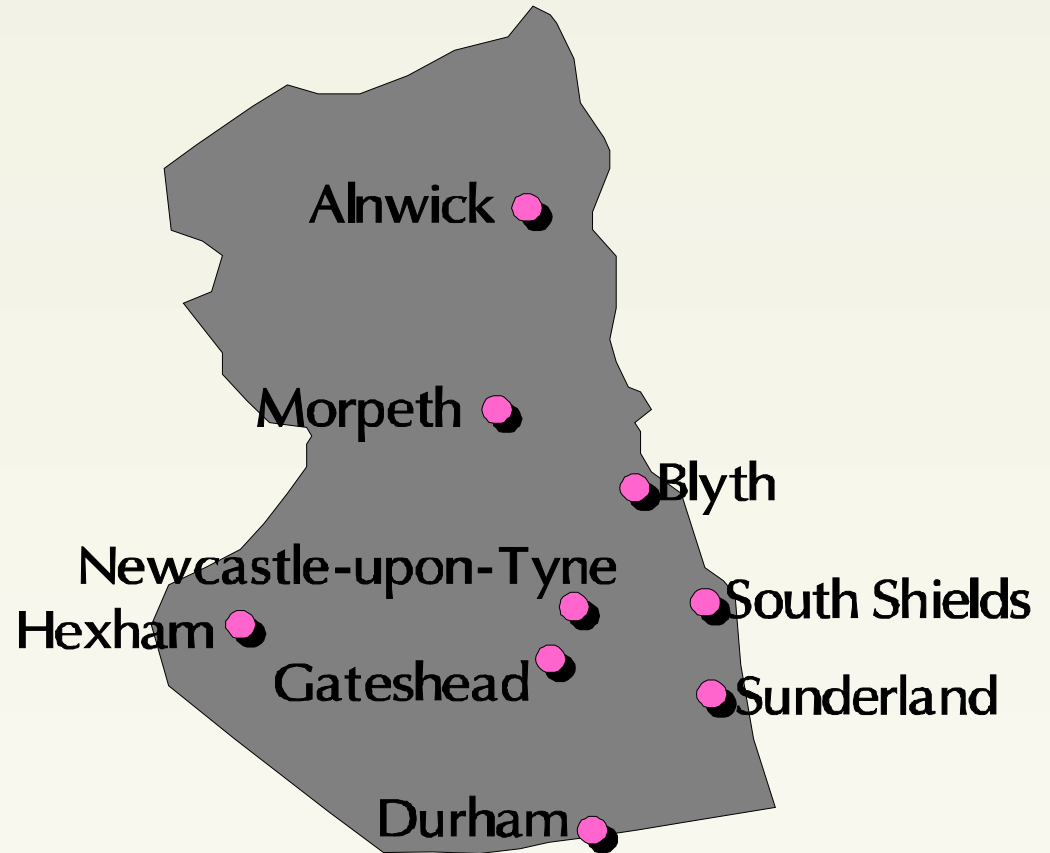 Alnwick
Morpeth
Blyth
Newcastle-upon-Tyne
South Shields
Hexham
Gateshead
Sunderland
Durham